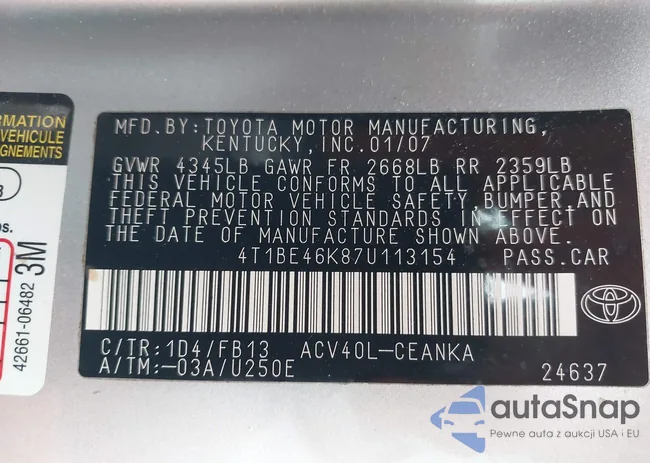 RMATION
VEHICULE
GNEMENTS
os.
3M
42661-06482
MFD.BY:TOYOTA MOTOR MANUFACTURING,
KENTUCKY, INC.01/07
GVWR 4345LB GAWR FR 2668LB RR 2359LB
THIS VEHICLE CONFORMS TO ALL APPLICABLE
FEDERAL MOTOR VEHICLE SAFETY,BUMPER,AND
THEFT PREVENTION STANDARDS IN EFFECT ON
THE DATE OF MANUFACTURE SHOWN ABOVE.
4T1BE46K87U113154 PASS.CAR
C/TR:1D4/FB13 ACV40L-CEANKA
A/TM:-03A/U250E 24637
autaSnap
Pewne auta z aukcji USA i EU